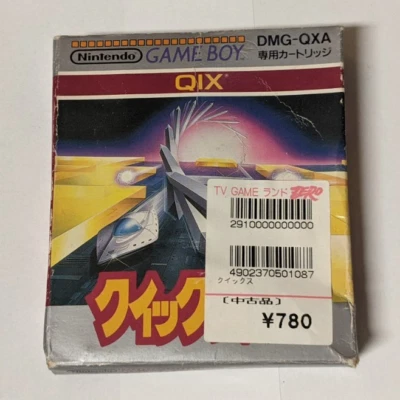 Nintendo GAME BOY DMG-QXA
専用カートリッジ
QIX
TV GAME ランド ZERO
2910000000000
4902370501087
クイックス
〔中古品〕
¥780
クイック